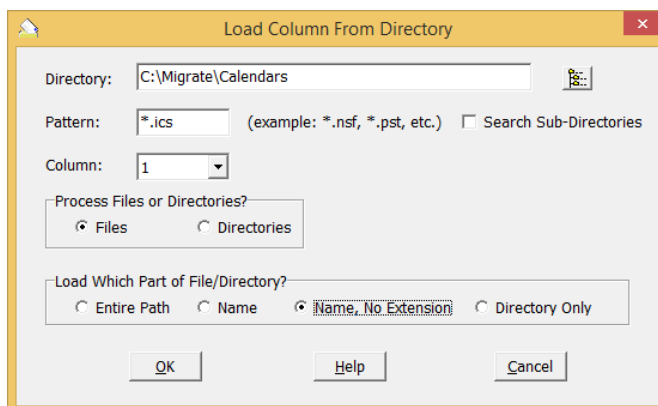 Load Column From Directory
Directory: C:\Migrate\Calendars
Pattern: *.ics (example: *.nsf, *.pst, etc.) Search Sub-Directories
Column: 1
Process Files or Directories?
Files Directories
Load Which Part of File/Directory?
Entire Path Name Name, No Extension Directory Only
OK Help Cancel